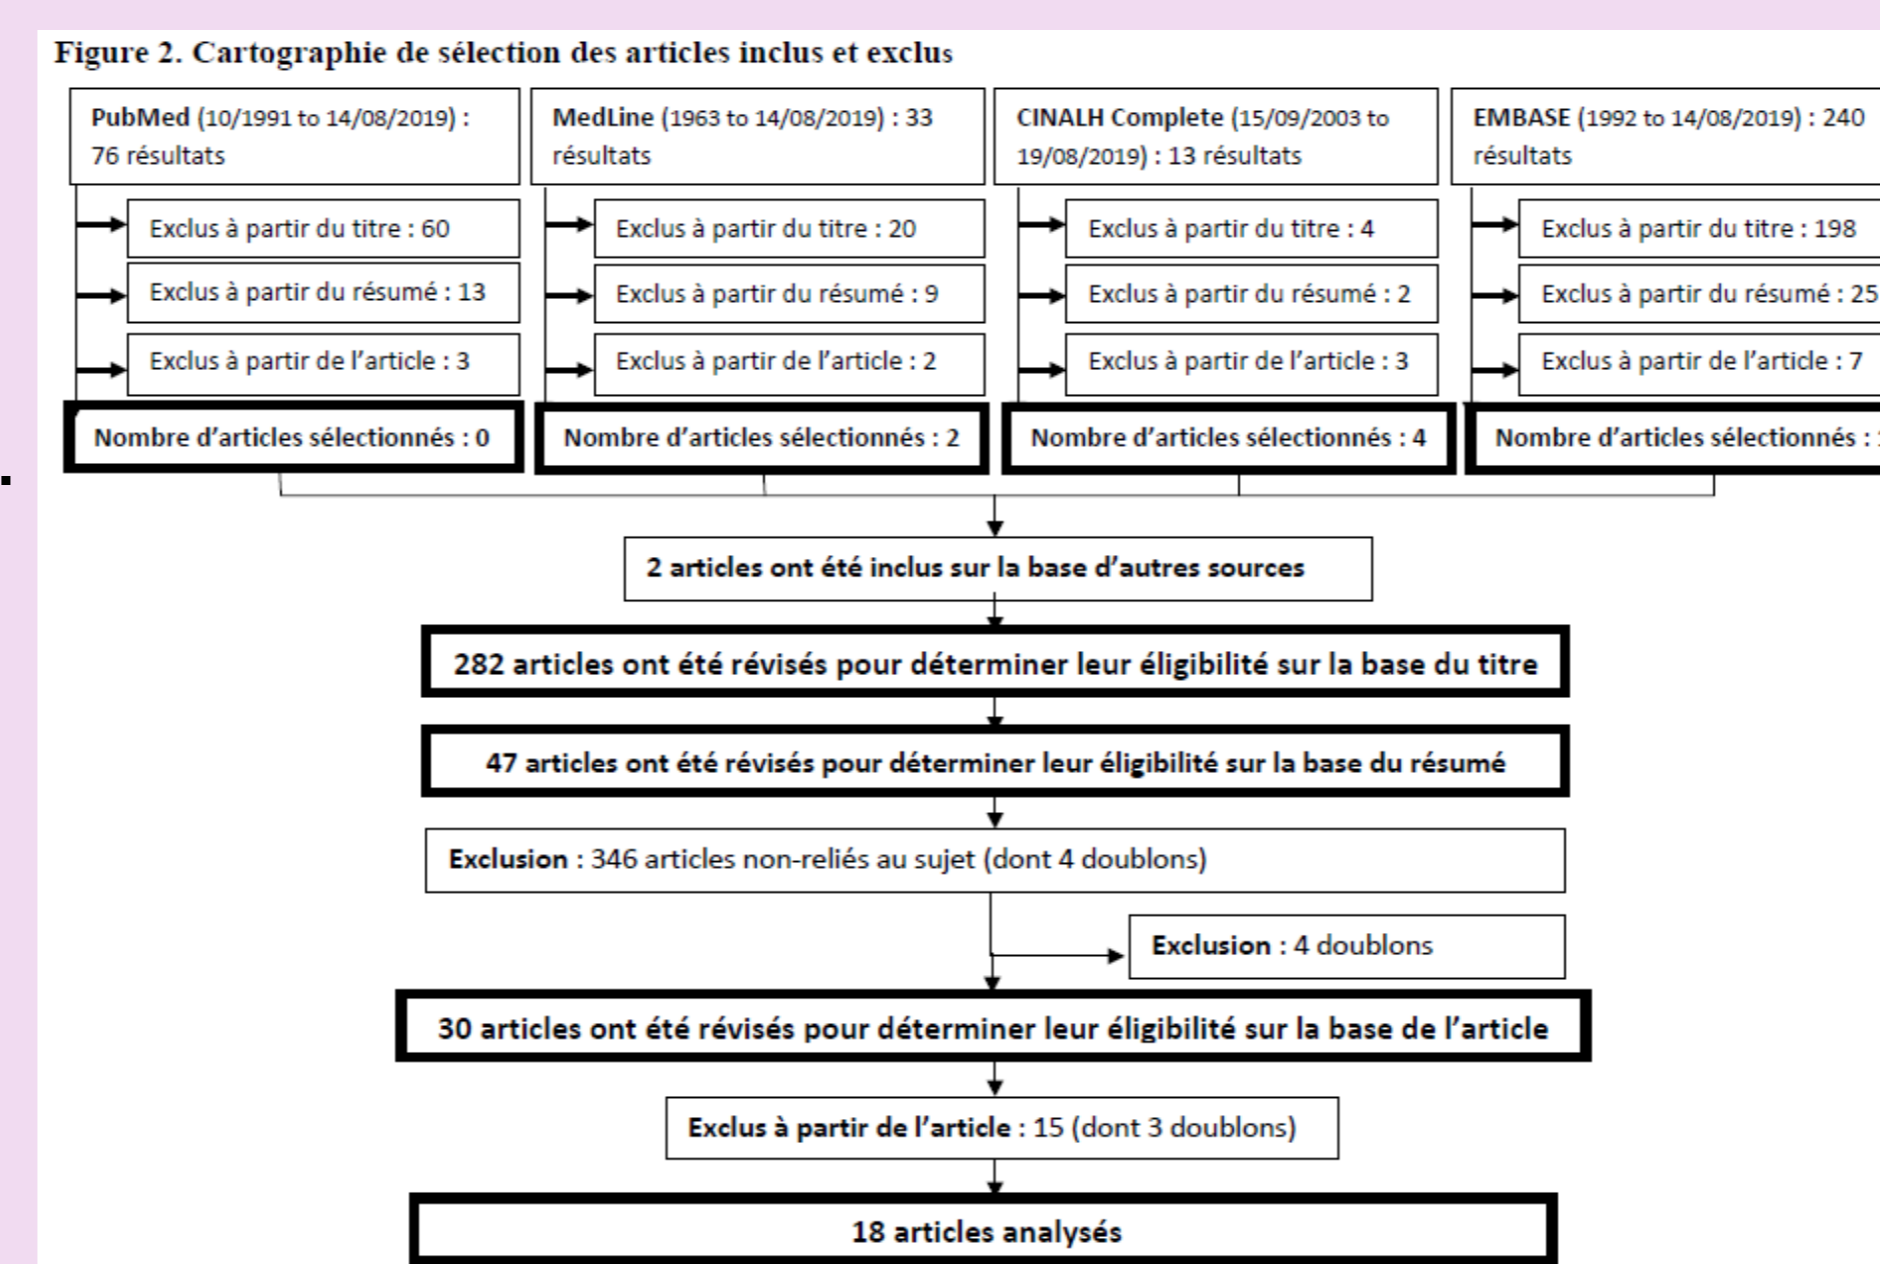 Figure 2. Cartographie de sélection des articles inclus et exclus
PubMed (10/1991 to 14/08/2019) :
76 résultats
Exclus à partir du titre : 60
Exclus à partir du résumé : 13
Exclus à partir de l'article : 3
Nombre d'articles sélectionnés : 0
MedLine (1963 to 14/08/2019) : 33
résultats
Exclus à partir du titre : 20
Exclus à partir du résumé : 9
Exclus à partir de l'article : 2
Nombre d'articles sélectionnés : 2
CINALH Complete (15/09/2003 to
19/08/2019) : 13 résultats
Exclus à partir du titre : 4
Exclus à partir du résumé : 2
Exclus à partir de l'article : 3
Nombre d'articles sélectionnés : 4
EMBASE (1992 to 14/08/2019) : 240
résultats
Exclus à partir du titre : 198
Exclus à partir du résumé : 25
Exclus à partir de l'article : 7
Nombre d'articles sélectionnés :
2 articles ont été inclus sur la base d'autres sources
282 articles ont été révisés pour déterminer leur éligibilité sur la base du titre
47 articles ont été révisés pour déterminer leur éligibilité sur la base du résumé
Exclusion : 346 articles non-reliés au sujet (dont 4 doublons)
Exclusion : 4 doublons
30 articles ont été révisés pour déterminer leur éligibilité sur la base de l'article
Exclus à partir de l'article : 15 (dont 3 doublons)
18 articles analysés